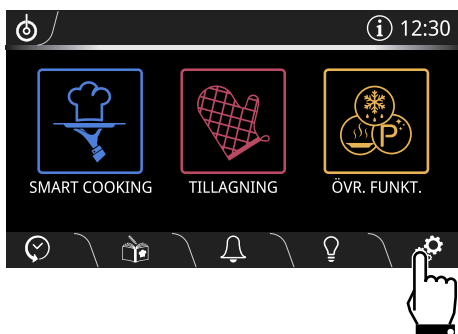 12:30
SMART COOKING
TILLAGNING
ÖVR. FUNKT.
P